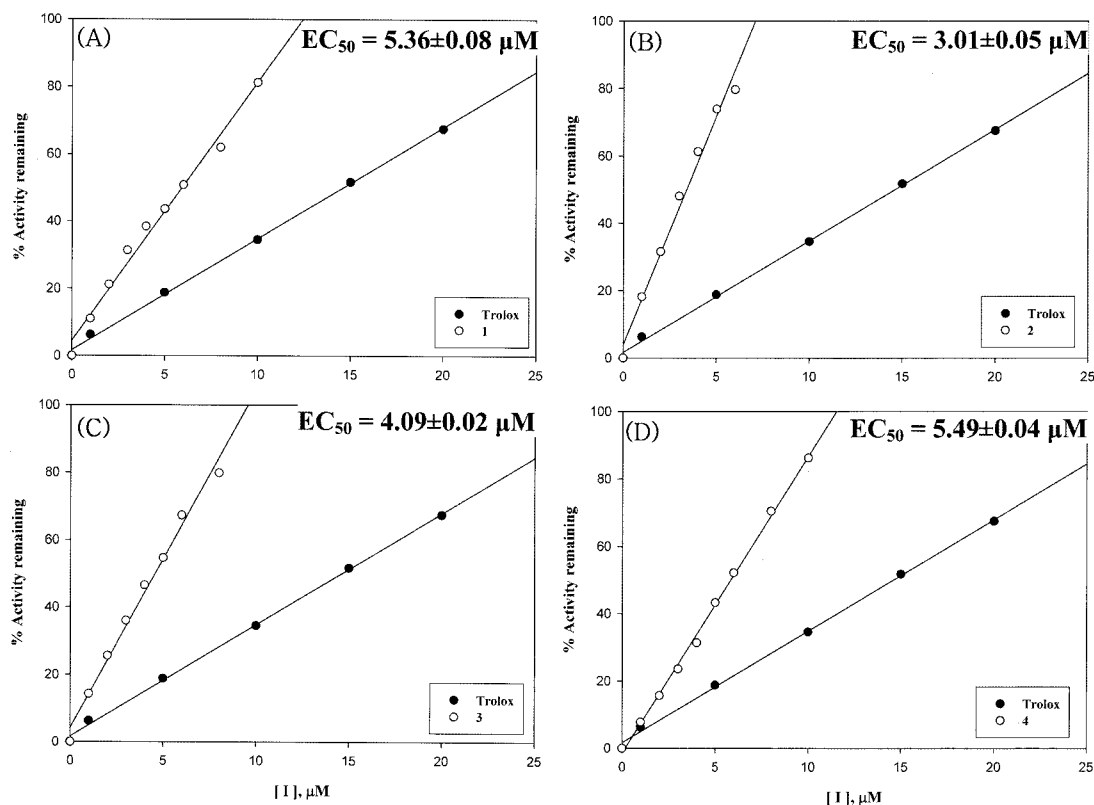 (A)
EC50 = 5.36±0.08 µM
% Activity remaining
100
80
60
40
20
0
0 5 10 15 20 25
Trolox
1
(B)
EC50 = 3.01±0.05 µM
% Activity remaining
100
80
60
40
20
0
0 5 10 15 20 25
Trolox
2
(C)
EC50 = 4.09±0.02 µM
% Activity remaining
100
80
60
40
20
0
0 5 10 15 20 25
Trolox
3
[ I ], µM
(D)
EC50 = 5.49±0.04 µM
% Activity remaining
100
80
60
40
20
0
0 5 10 15 20 25
Trolox
4
[ I ], µM